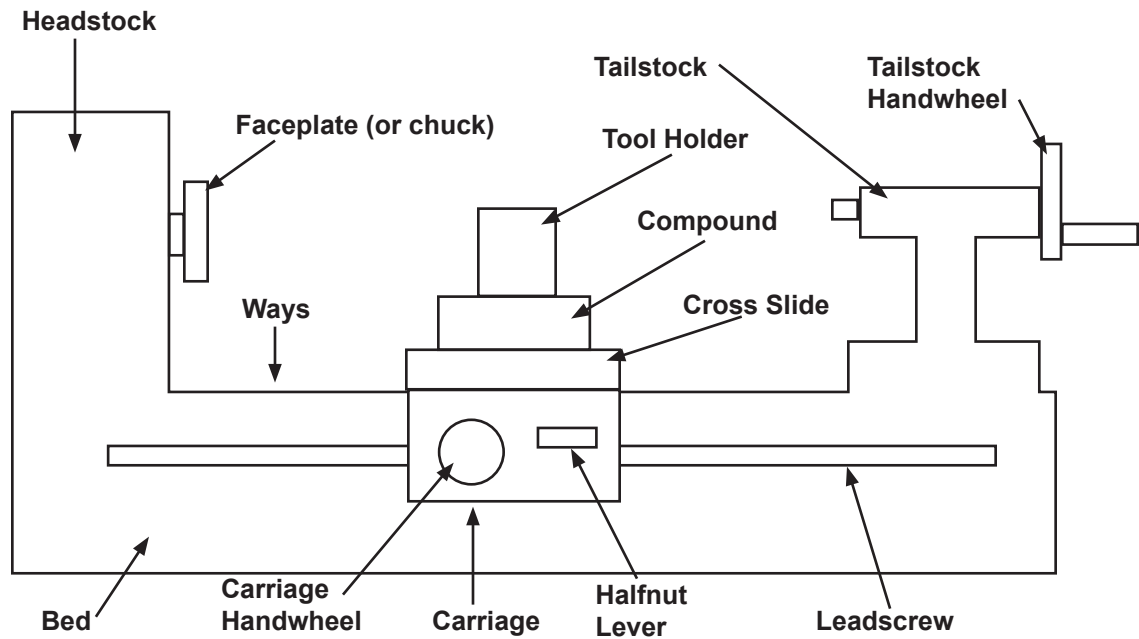 Headstock
Tailstock
Tailstock
Handwheel
Faceplate (or chuck)
Tool Holder
Compound
Cross Slide
Ways
Carriage
Handwheel
Halfnut
Lever
Bed
Carriage
Leadscrew